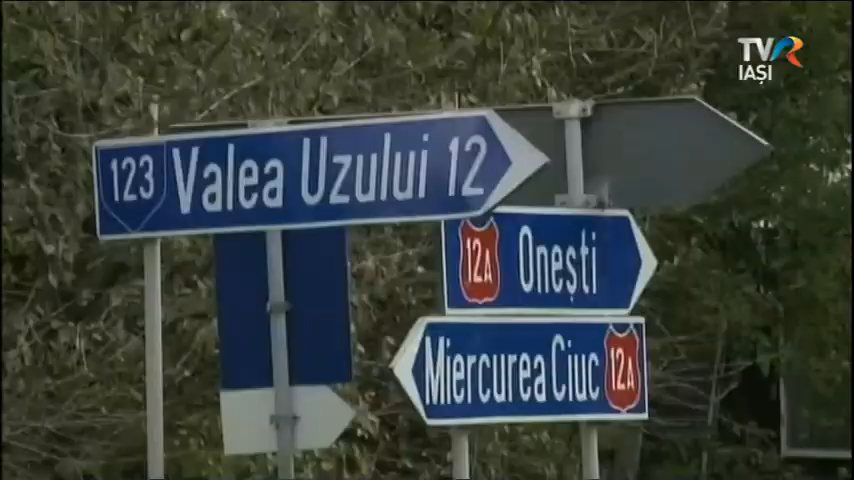 TVR
IAȘI
123 Valea Uzului 12
12A Onești
Miercurea Ciuc 12A